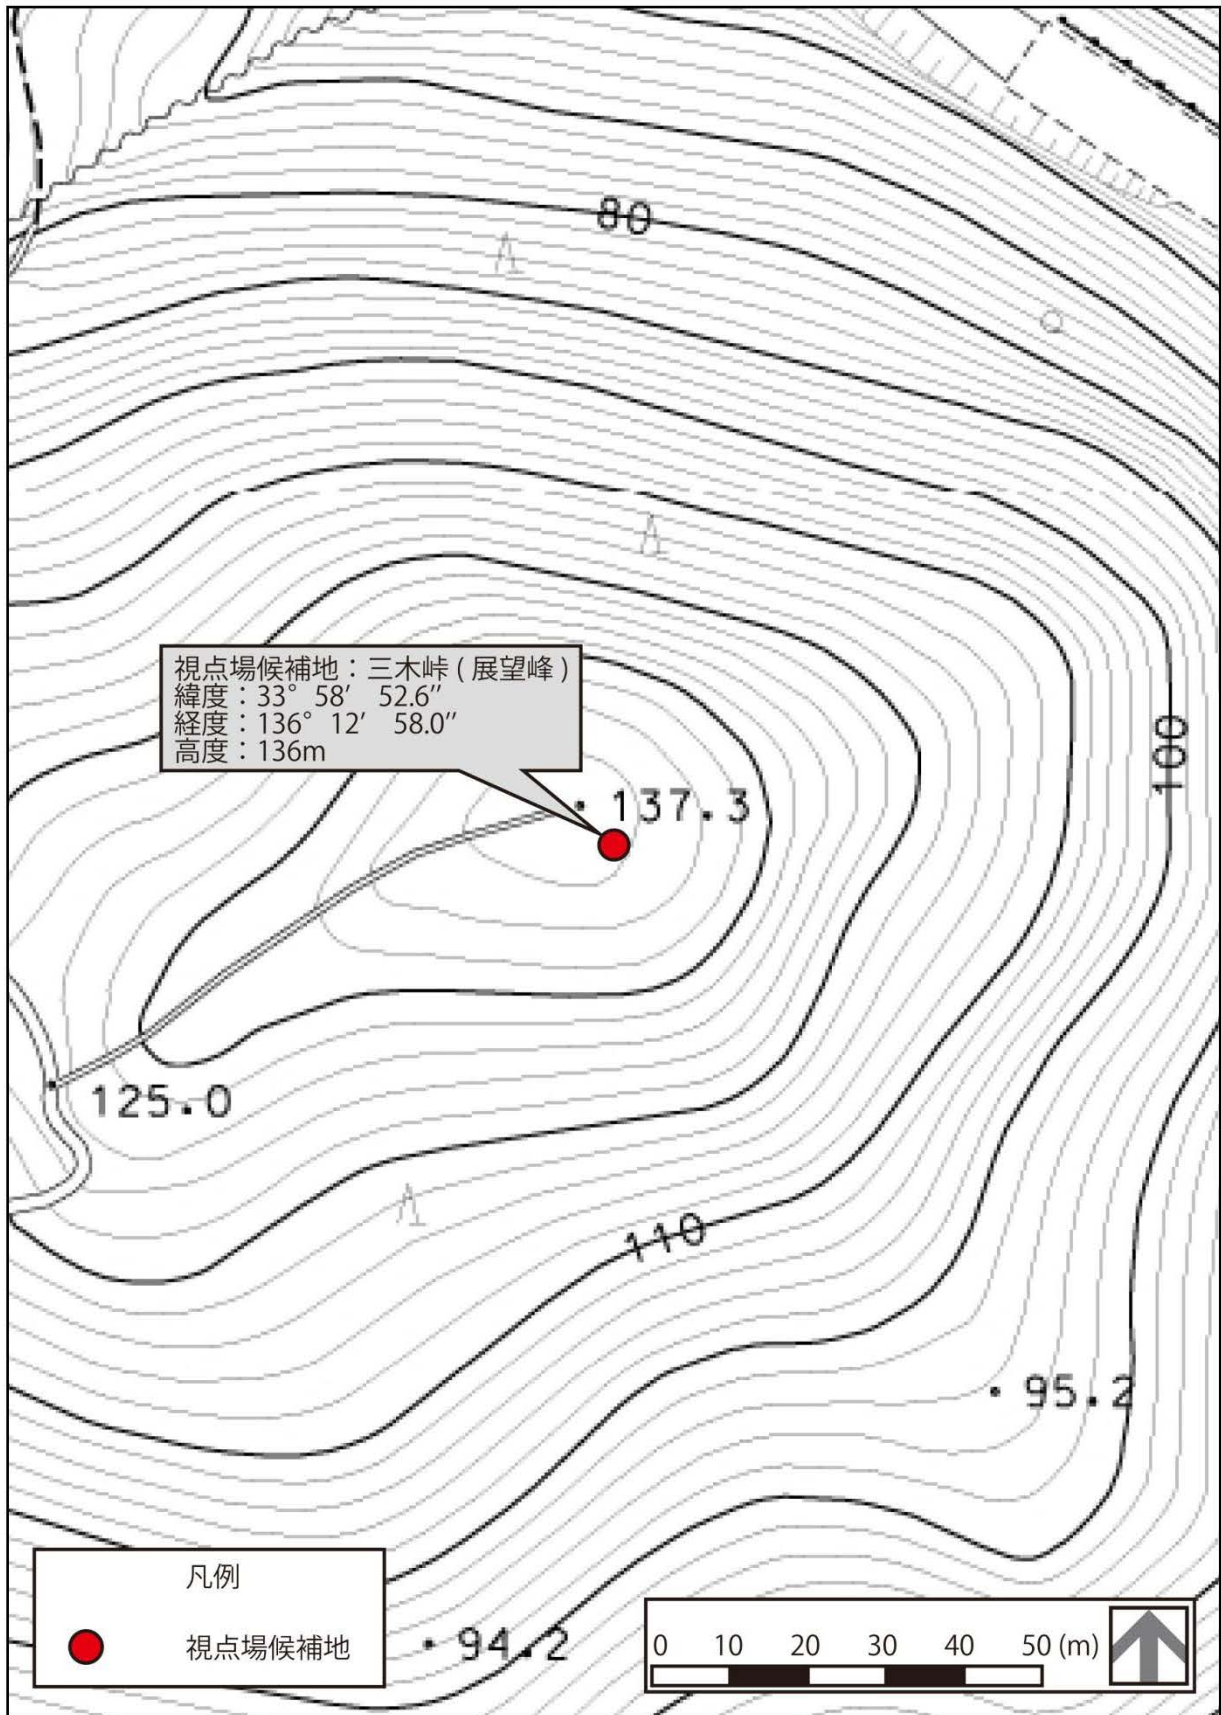 80
視点場候補地：三木峠 ( 展望峰 )
緯度：33° 58′ 52.6″
経度：136° 12′ 58.0″
高度：136m
100
137.3
125.0
110
95.2
凡例
視点場候補地
94.2
0 10 20 30 40 50 (m)